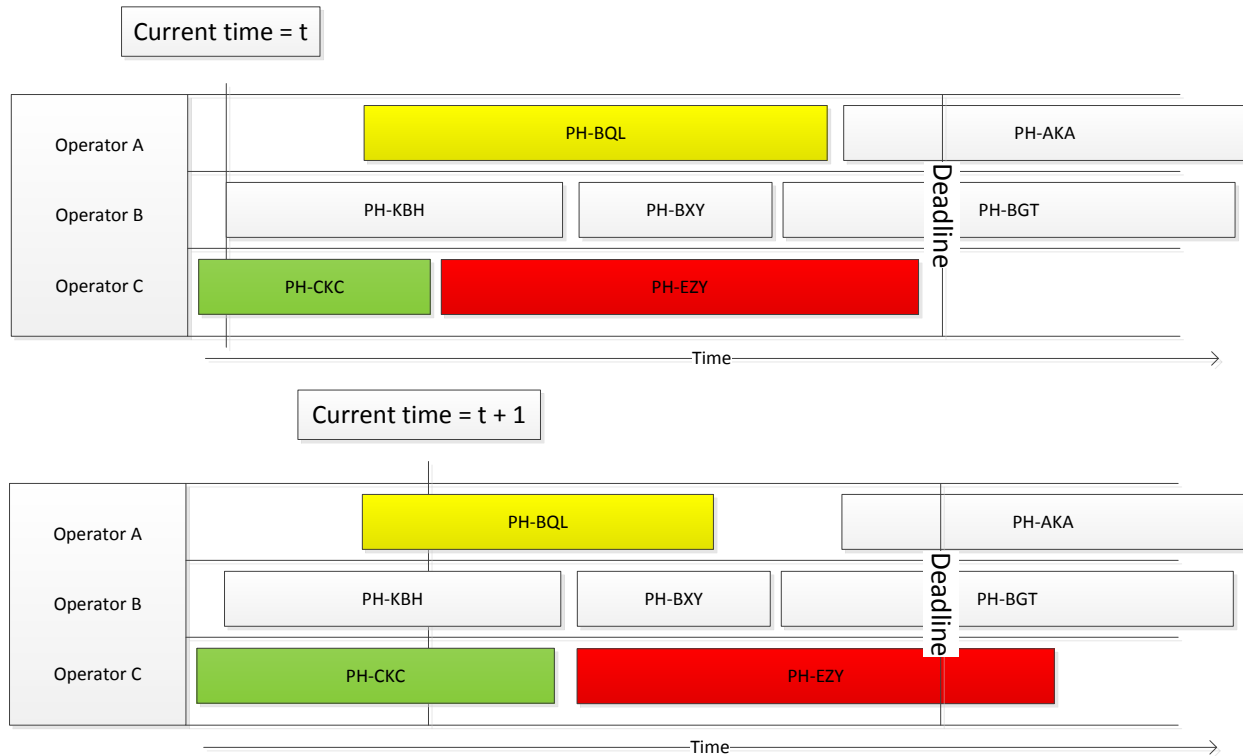 Current time = t
Operator A
PH-BQL
PH-AKA
Operator B
PH-KBH
PH-BXY
PH-BGT
Deadline
Operator C
PH-CKC
PH-EZY
Time
Current time = t + 1
Operator A
PH-BQL
PH-AKA
Operator B
PH-KBH
PH-BXY
PH-BGT
Deadline
Operator C
PH-CKC
PH-EZY
Time